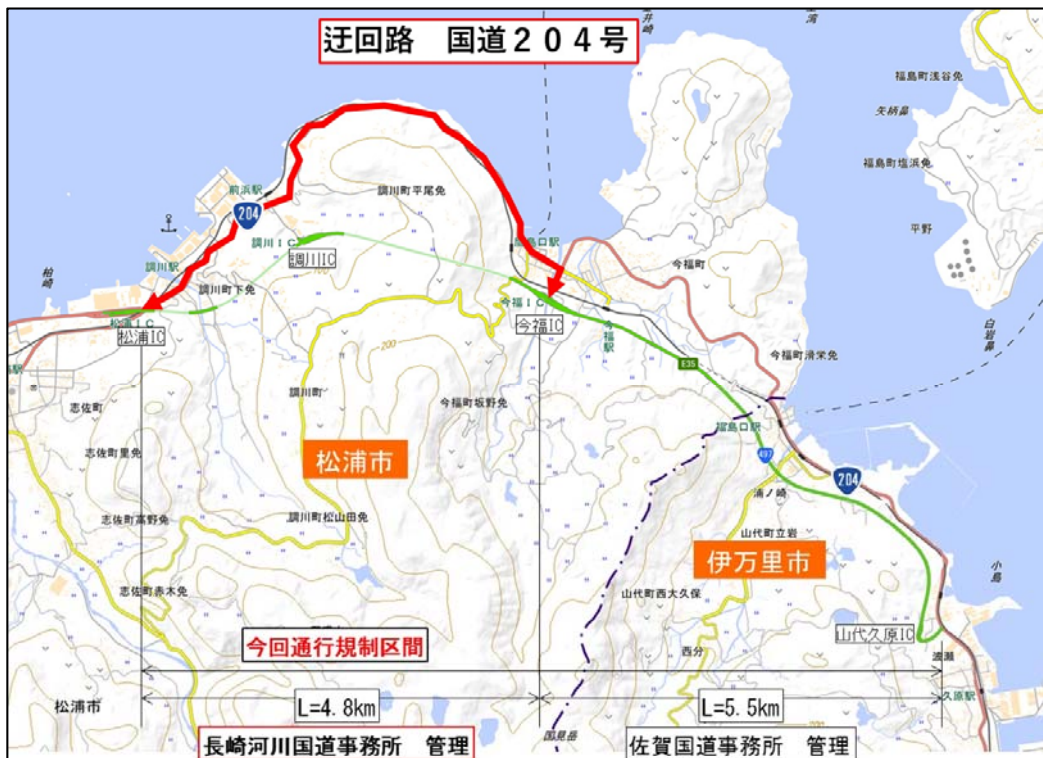 迂回路　国道２０４号
福島町浅谷免
矢柄鼻
福島町塩浜免
平野
前浜駅
204
調川町平尾免
調川ＩＣ
調川IC
調川駅
柏崎
調川町下免
松浦ＩＣ
松浦IC
今福町
今福ＩＣ
今福IC
今福駅
白岩鼻
E35
今福町滑栄免
志佐町
調川町
今福町坂野免
福島口駅
志佐町里免
松浦市
497
204
浦ノ崎
志佐町高野免
調川町松山田免
山代町立岩
伊万里市
小島
志佐町赤木免
山代町西大久保
山代久原IC
今回通行規制区間
西分
波瀬
松浦市
L=4.8km
L=5.5km
久原駅
長崎河川国道事務所　管理
国見岳
佐賀国道事務所　管理